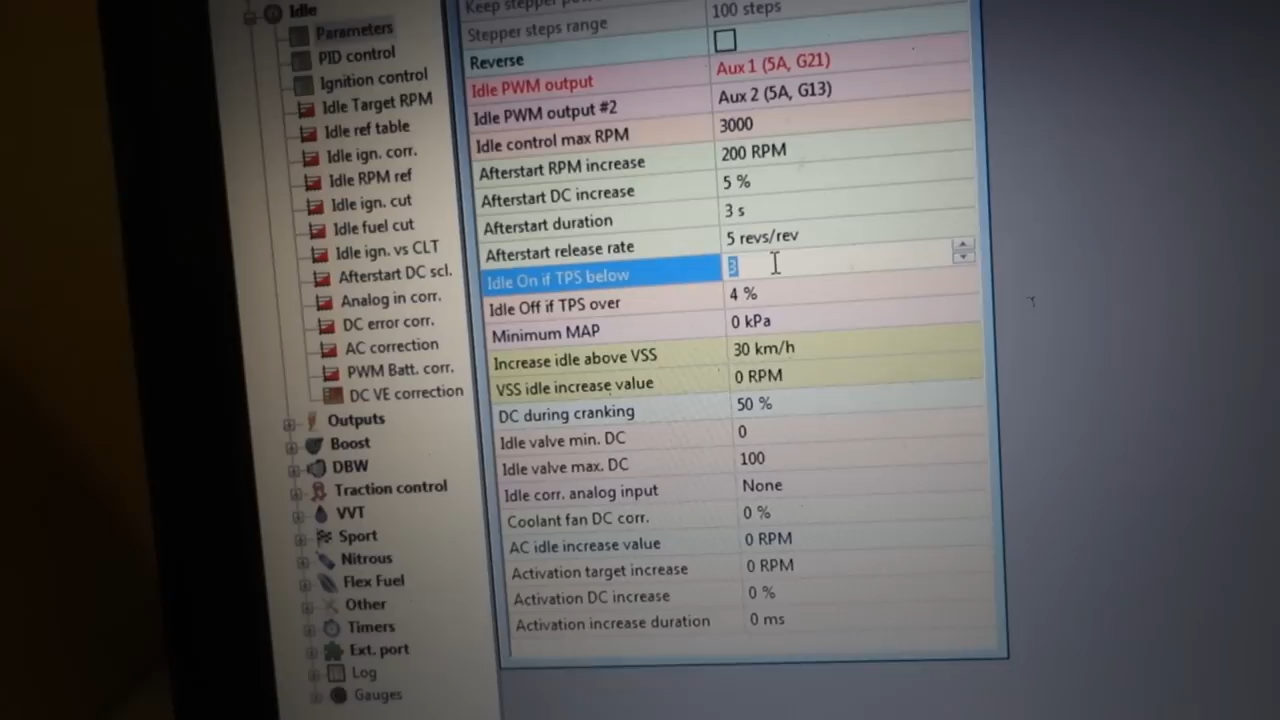 Idle
Parameters
PID control
Ignition control
Idle Target RPM
Idle ref table
Idle ign. corr.
Idle RPM ref
Idle ign. cut
Idle fuel cut
Idle ign. vs CLT
Afterstart DC scl.
Analog in corr.
DC error corr.
AC correction
PWM Batt. corr.
DC VE correction
Outputs
Boost
DBW
Traction control
VVT
Sport
Nitrous
Flex Fuel
Other
Timers
Ext. port
Log
Gauges
Keep stepper
Stepper steps range 100 steps
Reverse
Idle PWM output Aux 1 (5A, G21)
Idle PWM output #2 Aux 2 (5A, G13)
Idle control max RPM 3000
Afterstart RPM increase 200 RPM
Afterstart DC increase 5 %
Afterstart duration 3 s
Afterstart release rate 5 revs/rev
Idle On if TPS below 3
Idle Off if TPS over 4 %
Minimum MAP 0 kPa
Increase idle above VSS 30 km/h
VSS idle increase value 0 RPM
DC during cranking 50 %
Idle valve min. DC 0
Idle valve max. DC 100
Idle corr. analog input None
Coolant fan DC corr. 0 %
AC idle increase value 0 RPM
Activation target increase 0 RPM
Activation DC increase 0 %
Activation increase duration 0 ms